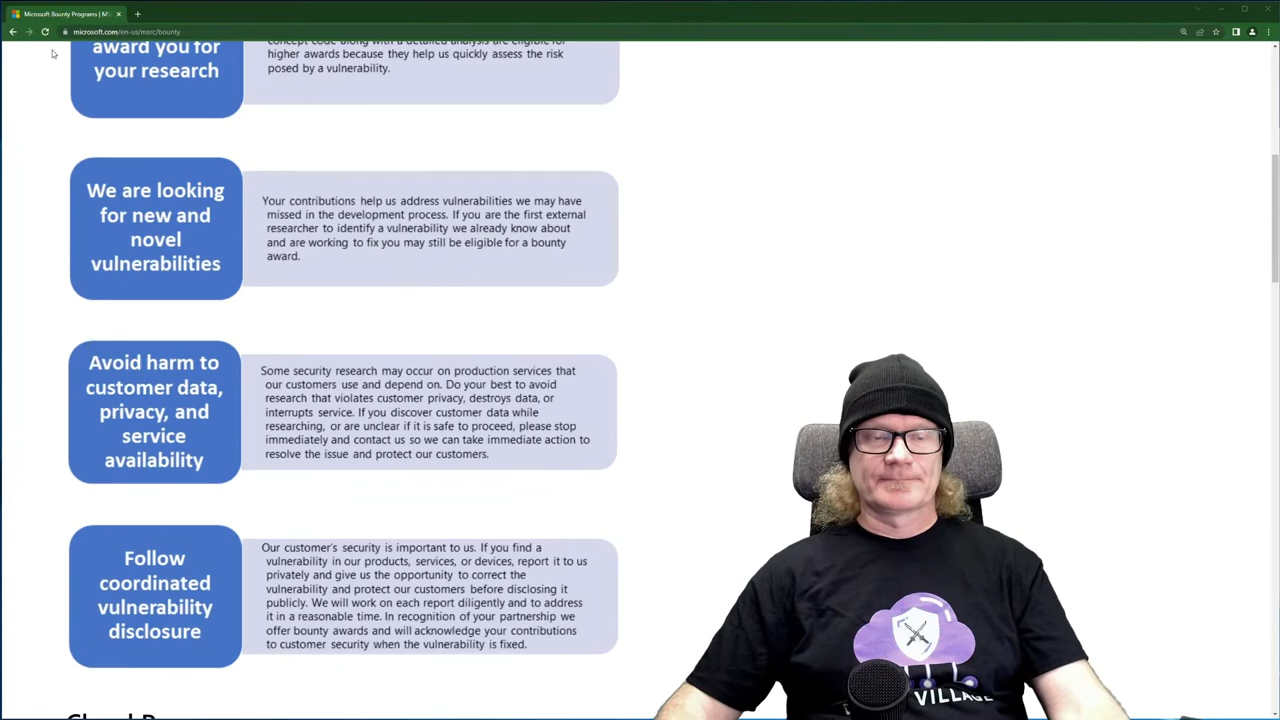 Microsoft Bounty Programs | MS
microsoft.com/en-us/msrc/bounty
award you for
your research
concept code along with a detailed analysis are eligible for
higher awards because they help us quickly assess the risk
posed by a vulnerability.
We are looking
for new and
novel
vulnerabilities
Your contributions help us address vulnerabilities we may have
missed in the development process. If you are the first external
researcher to identify a vulnerability we already know about
and are working to fix you may still be eligible for a bounty
award.
Avoid harm to
customer data,
privacy, and
service
availability
Some security research may occur on production services that
our customers use and depend on. Do your best to avoid
research that violates customer privacy, destroys data, or
interrupts service. If you discover customer data while
researching, or are unclear if it is safe to proceed, please stop
immediately and contact us so we can take immediate action to
resolve the issue and protect our customers.
Follow
coordinated
vulnerability
disclosure
Our customer's security is important to us. If you find a
vulnerability in our products, services, or devices, report it to us
privately and give us the opportunity to correct the
vulnerability and protect our customers before disclosing it
publicly. We will work on each report diligently and to address
it in a reasonable time. In recognition of your partnership we
offer bounty awards and will acknowledge your contributions
to customer security when the vulnerability is fixed.
VILLAGE